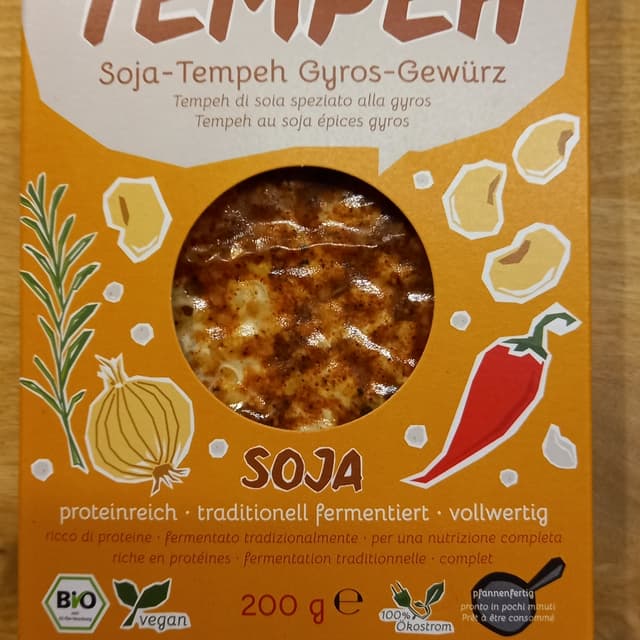 TEMPEH
Soja-Tempeh Gyros-Gewürz
Tempeh di soia speziato alla gyros
Tempeh au soja épices gyros
SOJA
proteinreich · traditionell fermentiert · vollwertig
ricco di proteine · fermentato tradizionalmente · per una nutrizione completa
riche en protéines · fermentation traditionnelle · complet
BIO
vegan
200 g e
100%
Ökostrom
pfannenfertig
pronto in pochi minuti
Prêt à être consommé